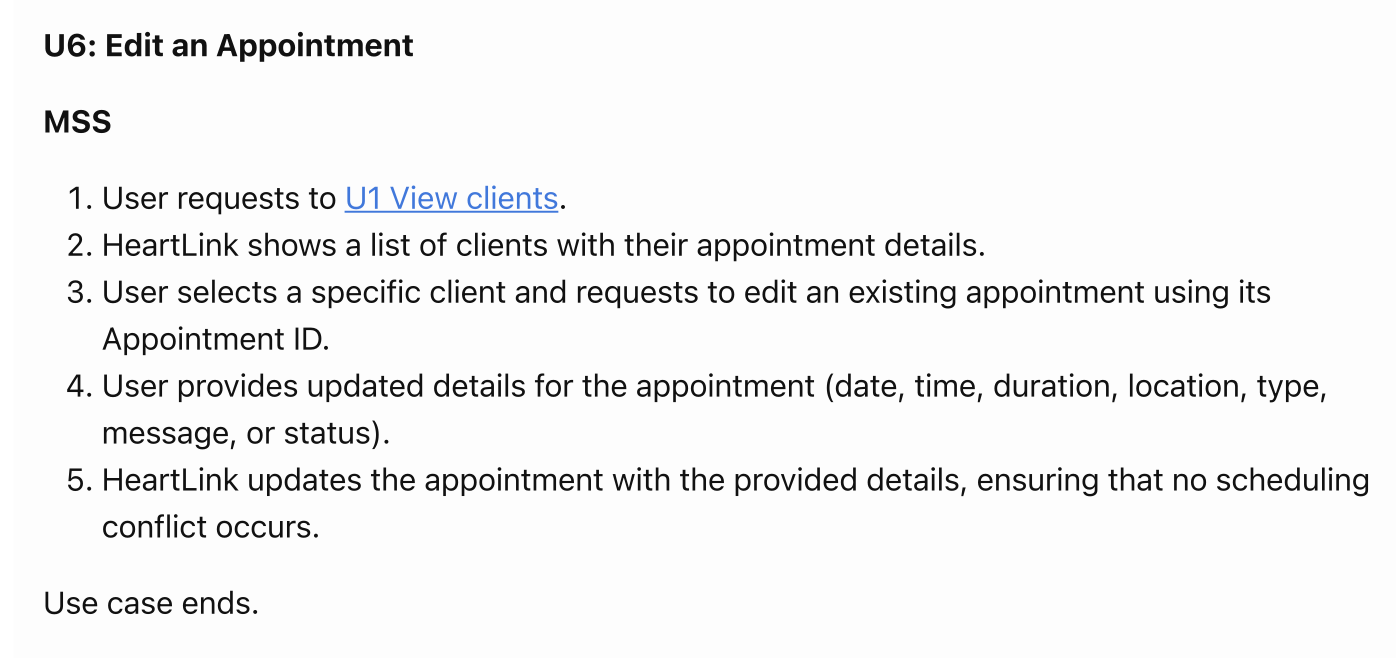 U6: Edit an Appointment
MSS
1. User requests to U1 View clients.
2. HeartLink shows a list of clients with their appointment details.
3. User selects a specific client and requests to edit an existing appointment using its
Appointment ID.
4. User provides updated details for the appointment (date, time, duration, location, type,
message, or status).
5. HeartLink updates the appointment with the provided details, ensuring that no scheduling
conflict occurs.
Use case ends.